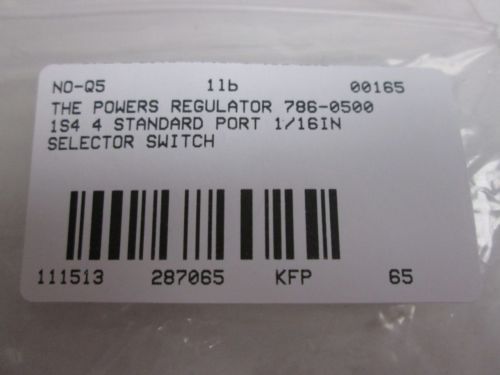 NO-Q5 1lb 00165
THE POWERS REGULATOR 786-0500
1S4 4 STANDARD PORT 1/16IN
SELECTOR SWITCH
111513 287065 KFP 65